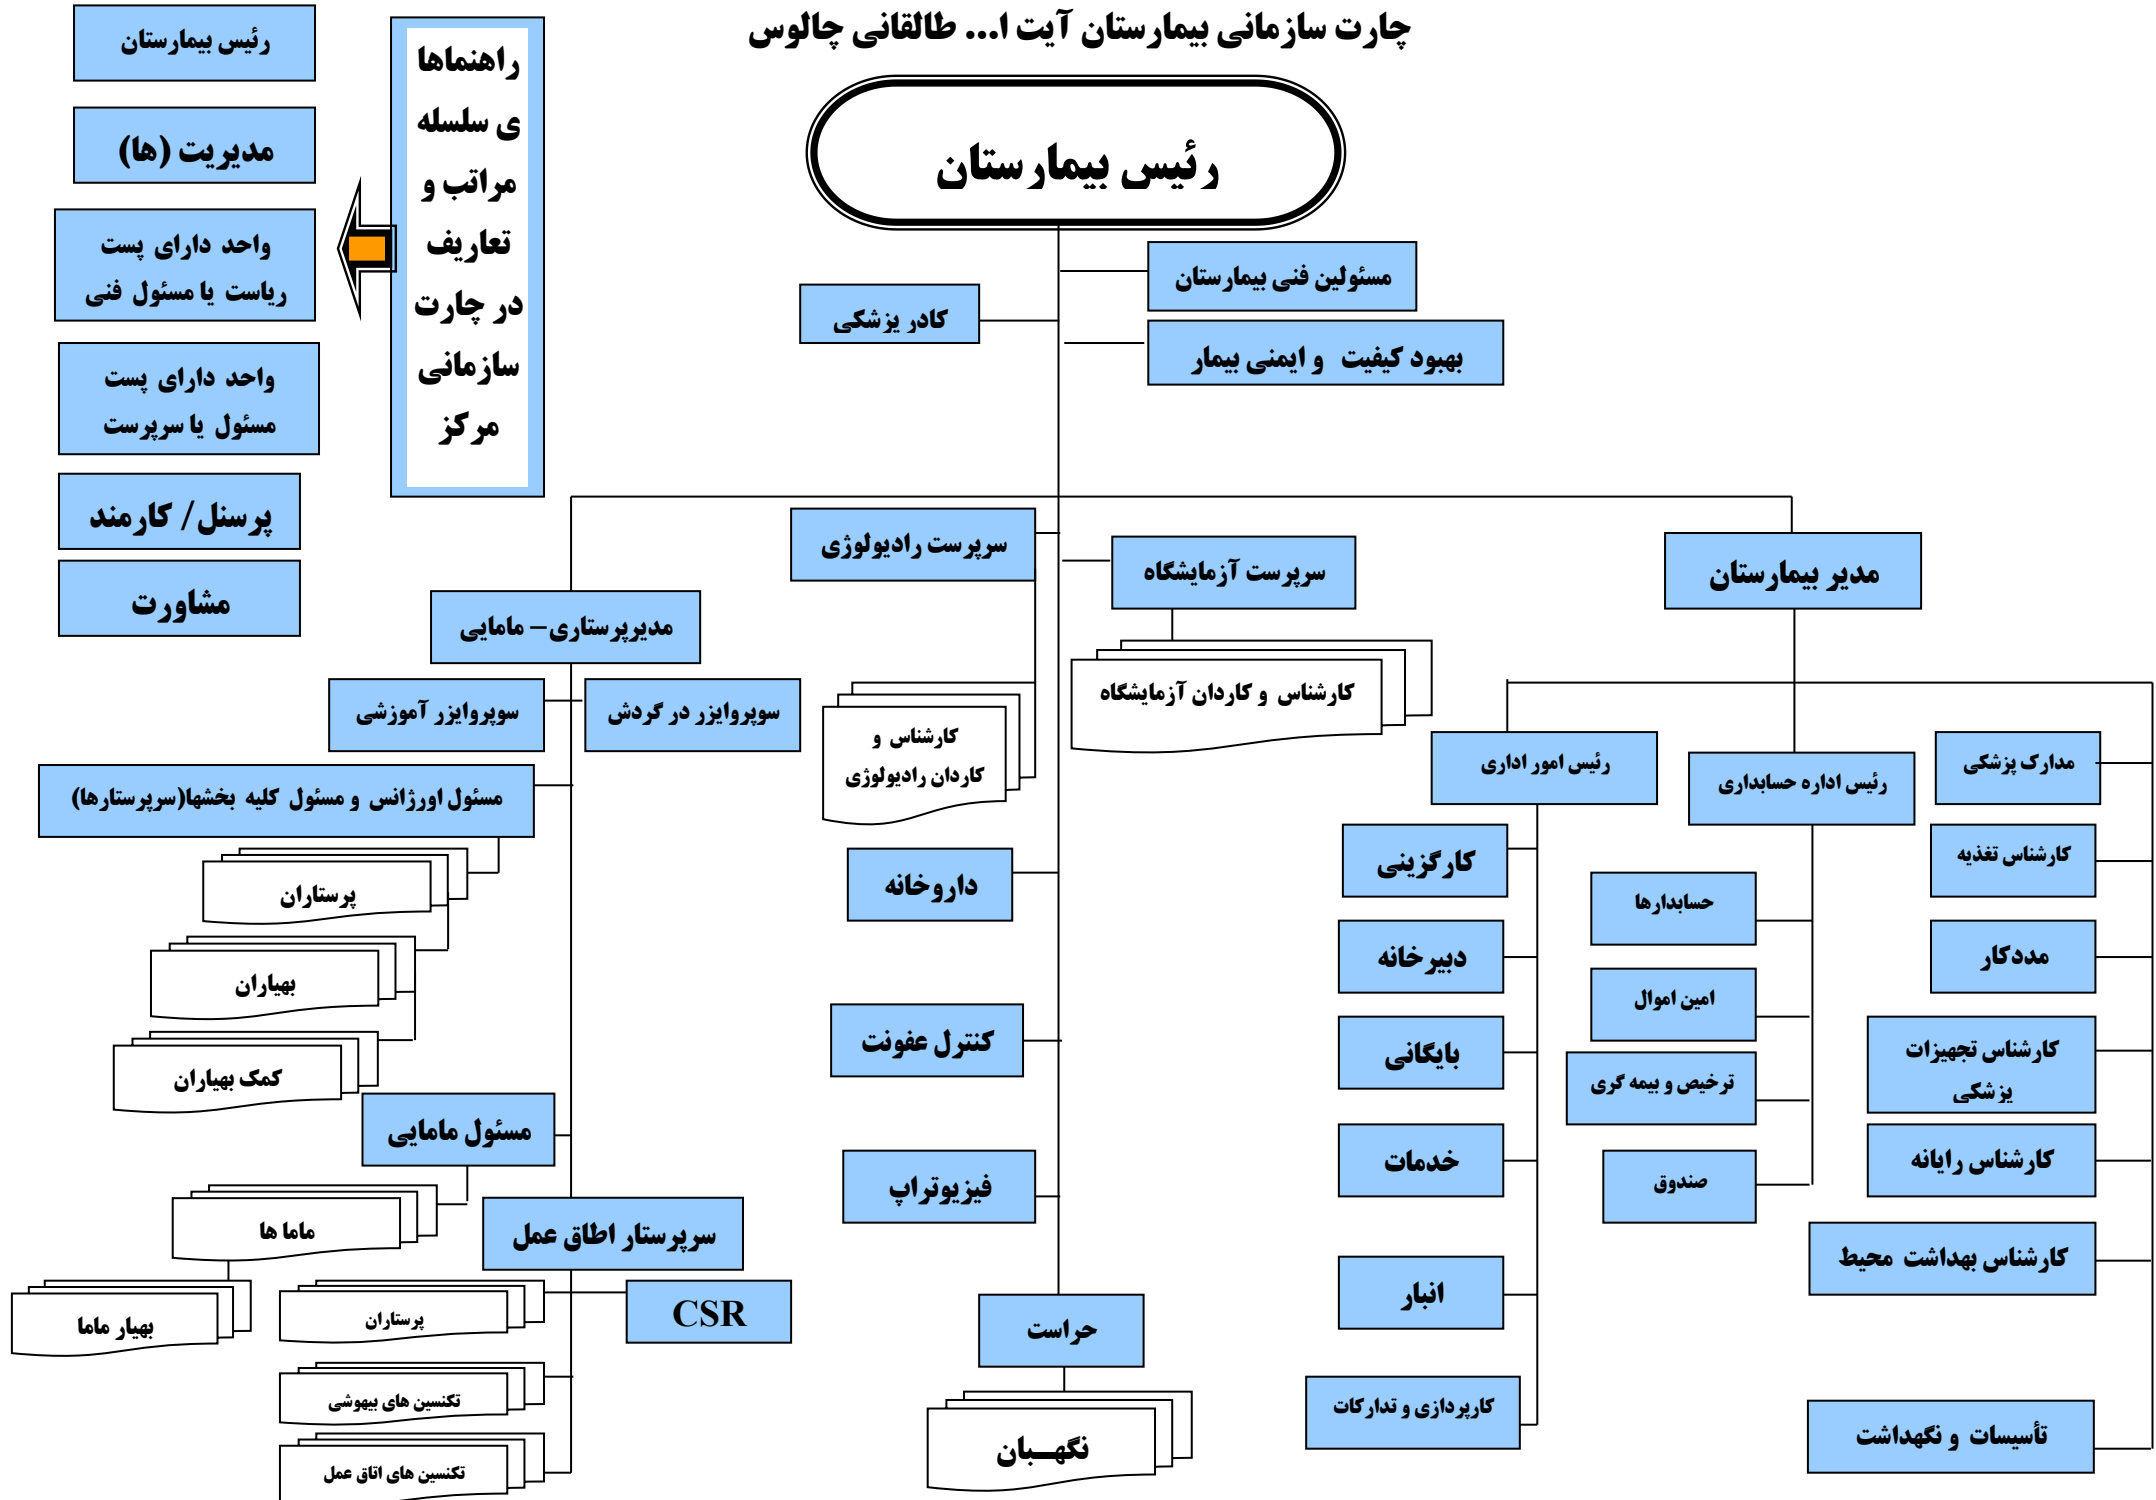 چارت سازمانی بیمارستان آیت ا... طالقانی چالوس
رئیس بیمارستان
مدیریت (ها)
واحد دارای پست
ریاست یا مسئول فنی
واحد دارای پست
مسئول یا سرپرست
پرسنل/ کارمند
مشاورت
راهنماها
ی سلسله
مراتب و
تعاریف
در چارت
سازمانی
مرکز
رئیس بیمارستان
مسئولین فنی بیمارستان
کادر پزشکی
بهبود کیفیت و ایمنی بیمار
سرپرست رادیولوژی
سرپرست آزمایشگاه
مدیر بیمارستان
مدیرپرستاری– مامایی
کارشناس و کاردان آزمایشگاه
کارشناس و
کاردان رادیولوژی
سوپروایزر در گردش
سوپروایزر آموزشی
مسئول اورژانس و مسئول کلیه بخشها(سرپرستارها)
پرستاران
بهیاران
کمک بهیاران
مسئول مامایی
ماما ها
بهیار ماما
سرپرستار اطاق عمل
CSR
پرستاران
تکنسین های بیهوشی
تکنسین های اتاق عمل
داروخانه
کنترل عفونت
فیزیوتراپ
حراست
نگهـــبان
رئیس امور اداری
کارگزینی
دبیرخانه
بایگانی
خدمات
انبار
کارپردازی و تدارکات
رئیس اداره حسابداری
حسابدارها
امین اموال
ترخیص و بیمه گری
صندوق
مدارک پزشکی
کارشناس تغذیه
مددکار
کارشناس تجهیزات
پزشکی
کارشناس رایانه
کارشناس بهداشت محیط
تأسیسات و نگهداشت